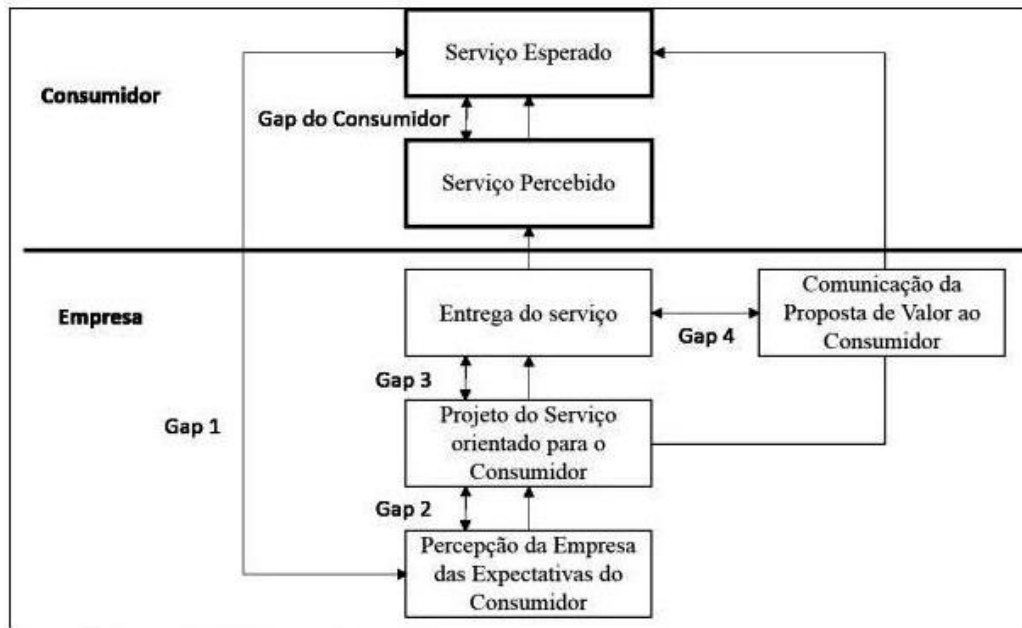 Serviço Esperado
Consumidor
Gap do Consumidor
Serviço Percebido
Empresa
Entrega do serviço
Comunicação da
Proposta de Valor ao
Consumidor
Gap 4
Gap 3
Gap 1
Projeto do Serviço
orientado para o
Consumidor
Gap 2
Percepção da Empresa
das Expectativas do
Consumidor